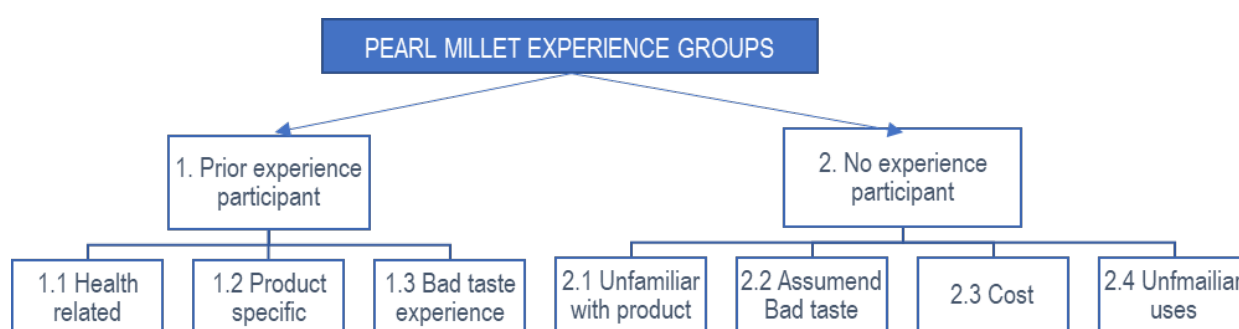 PEARL MILLET EXPERIENCE GROUPS
1. Prior experience
participant
2. No experience
participant
1.1 Health
related
1.2 Product
specific
1.3 Bad taste
experience
2.1 Unfamiliar
with product
2.2 Assumend
Bad taste
2.3 Cost
2.4 Unfmailiar
uses